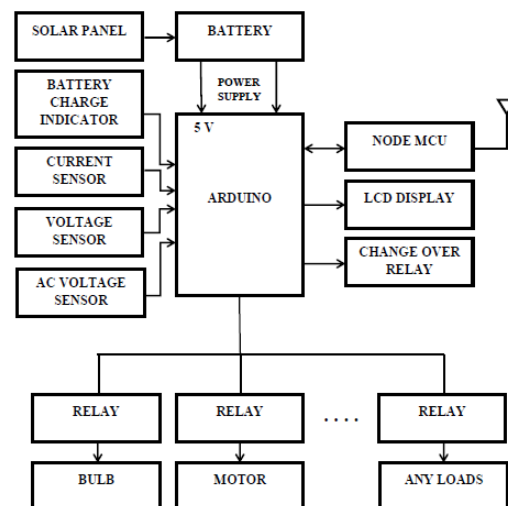 SOLAR PANEL
BATTERY
BATTERY
CHARGE
INDICATOR
POWER
SUPPLY
5 V
CURRENT
SENSOR
VOLTAGE
SENSOR
AC VOLTAGE
SENSOR
ARDUINO
NODE MCU
LCD DISPLAY
CHANGE OVER
RELAY
RELAY
RELAY
....
RELAY
BULB
MOTOR
ANY LOADS